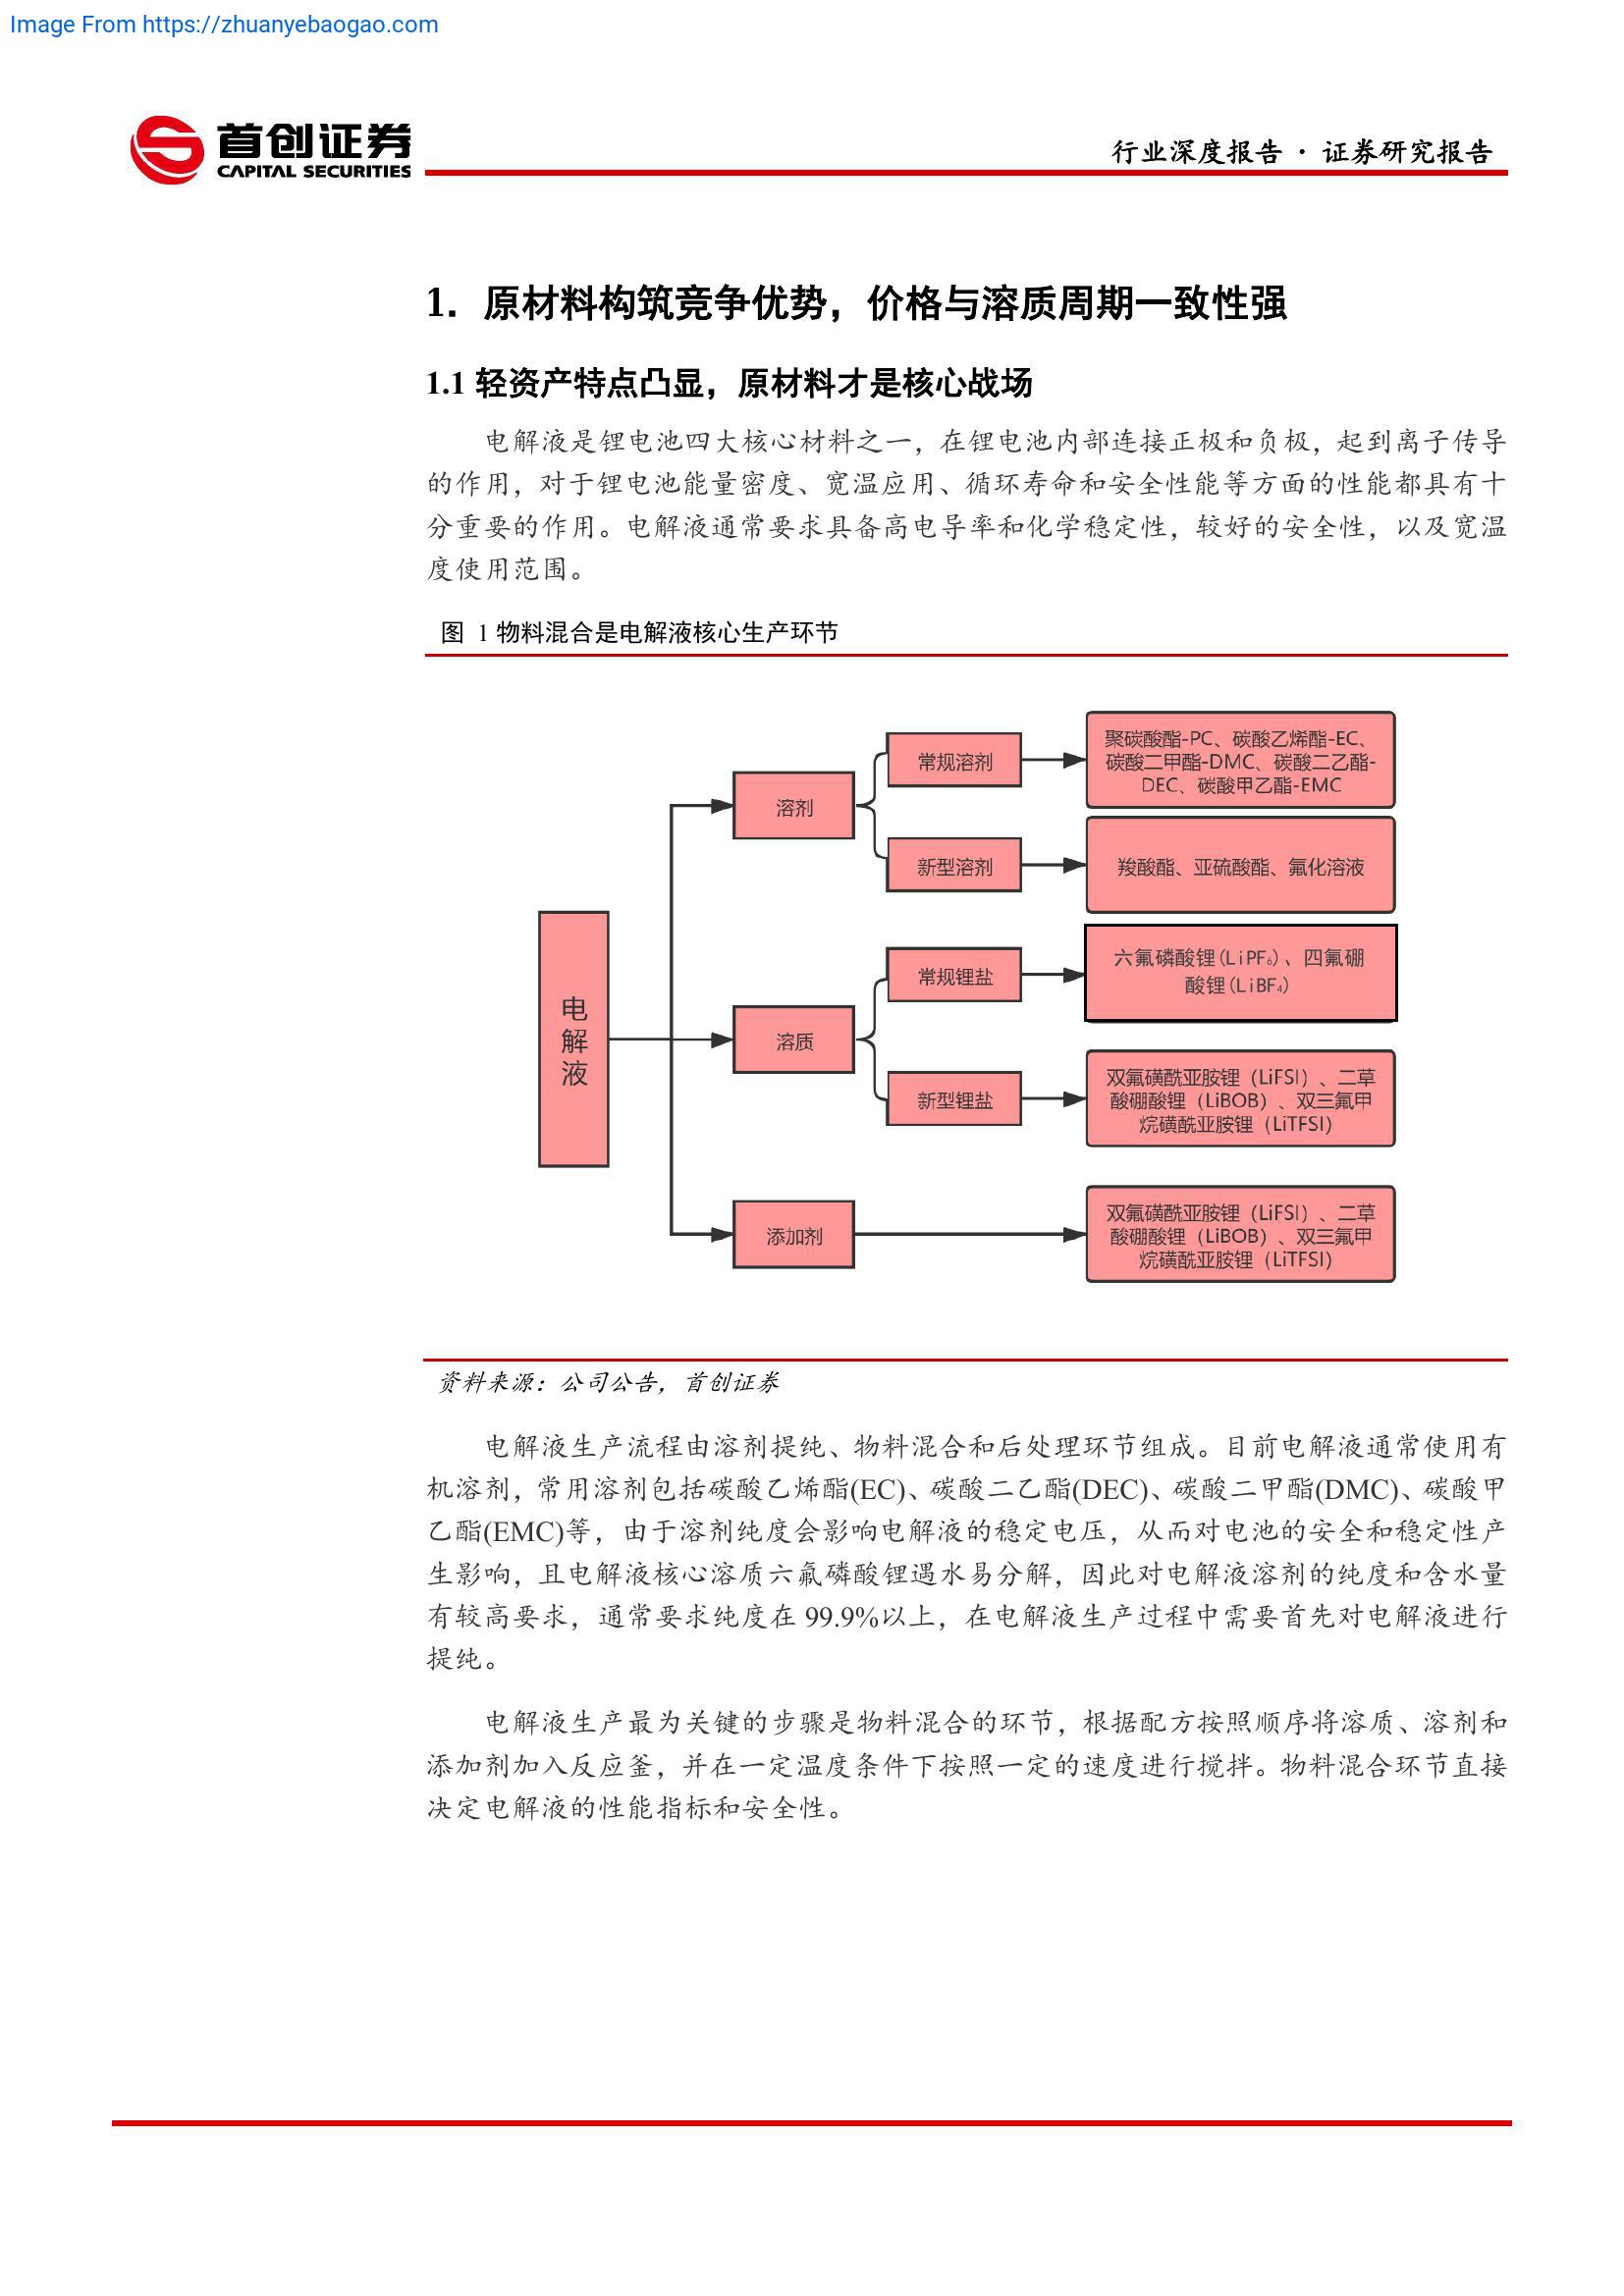 Image From https://zhuanyebaogao.com
首创证券
CAPITAL SECURITIES
行业深度报告 · 证券研究报告
1. 原材料构筑竞争优势，价格与溶质周期一致性强
1.1 轻资产特点凸显，原材料才是核心战场
电解液是锂电池四大核心材料之一，在锂电池内部连接正极和负极，起到离子传导
的作用，对于锂电池能量密度、宽温应用、循环寿命和安全性能等方面的性能都具有十
分重要的作用。电解液通常要求具备高电导率和化学稳定性，较好的安全性，以及宽温
度使用范围。
图 1 物料混合是电解液核心生产环节
电解液
溶剂
常规溶剂
聚碳酸酯-PC、碳酸乙烯酯-EC、
碳酸二甲酯-DMC、碳酸二乙酯-
DEC、碳酸甲乙酯-EMC
新型溶剂
羧酸酯、亚硫酸酯、氟化溶液
溶质
常规锂盐
六氟磷酸锂(LiPF₆)、四氟硼
酸锂(LiBF₄)
新型锂盐
双氟磺酰亚胺锂（LiFSI）、二草
酸硼酸锂（LiBOB）、双三氟甲
烷磺酰亚胺锂（LiTFSI）
添加剂
双氟磺酰亚胺锂（LiFSI）、二草
酸硼酸锂（LiBOB）、双三氟甲
烷磺酰亚胺锂（LiTFSI）
资料来源：公司公告，首创证券
电解液生产流程由溶剂提纯、物料混合和后处理环节组成。目前电解液通常使用有
机溶剂，常用溶剂包括碳酸乙烯酯(EC)、碳酸二乙酯(DEC)、碳酸二甲酯(DMC)、碳酸甲
乙酯(EMC)等，由于溶剂纯度会影响电解液的稳定电压，从而对电池的安全和稳定性产
生影响，且电解液核心溶质六氟磷酸锂遇水易分解，因此对电解液溶剂的纯度和含水量
有较高要求，通常要求纯度在 99.9%以上，在电解液生产过程中需要首先对电解液进行
提纯。
电解液生产最为关键的步骤是物料混合的环节，根据配方按照顺序将溶质、溶剂和
添加剂加入反应釜，并在一定温度条件下按照一定的速度进行搅拌。物料混合环节直接
决定电解液的性能指标和安全性。